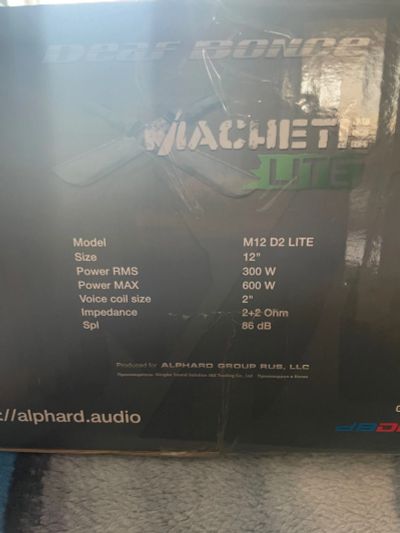 Deaf Bonce
MACHETE
LITE
Model M12 D2 LITE
Size 12"
Power RMS 300 W
Power MAX 600 W
Voice coil size 2"
Impedance 2+2 Ohm
Spl 86 dB
Produced for ALPHARD GROUP RUS, LLC
://alphard.audio